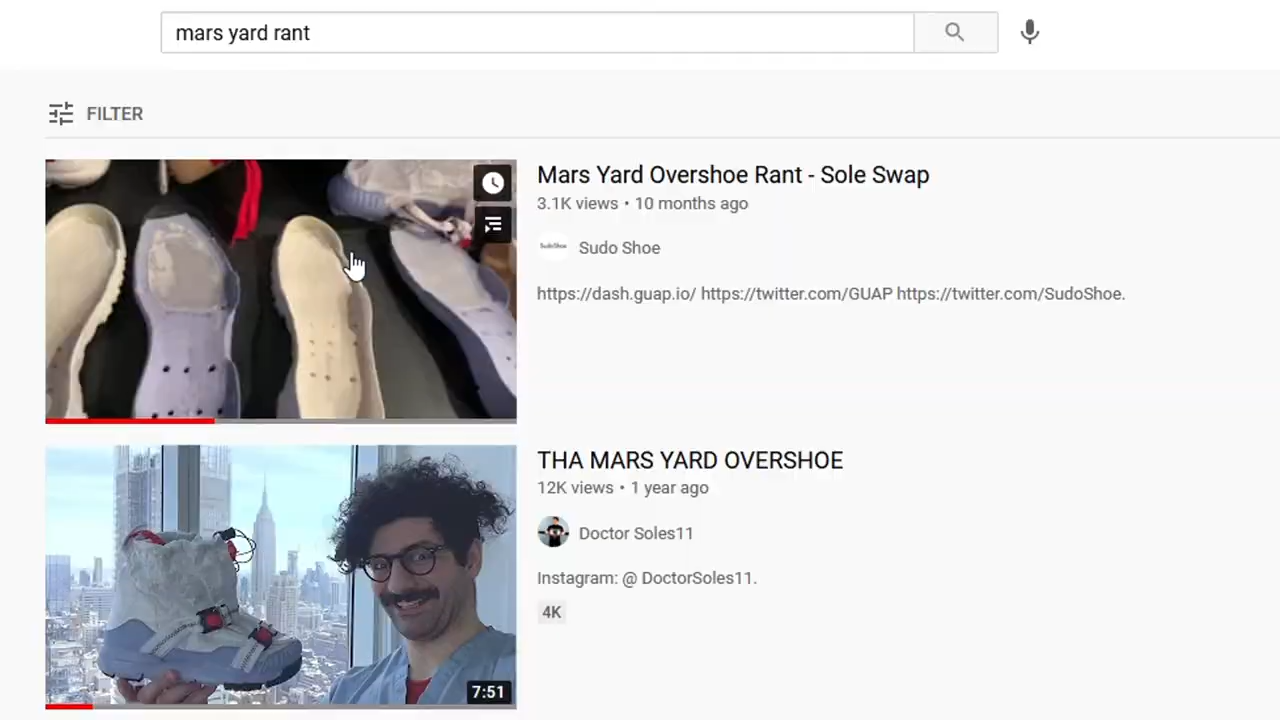 mars yard rant
FILTER
Mars Yard Overshoe Rant - Sole Swap
3.1K views • 10 months ago
SudoShoe
Sudo Shoe
https://dash.guap.io/ https://twitter.com/GUAP https://twitter.com/SudoShoe.
THA MARS YARD OVERSHOE
12K views • 1 year ago
Doctor Soles11
Instagram: @ DoctorSoles11.
4K
7:51